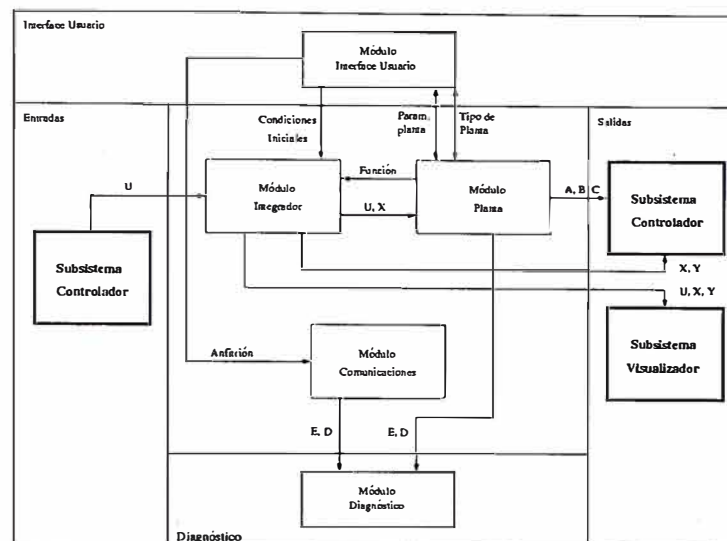 Interface Usuario
Módulo
Interface Usuario
Entradas
Condiciones
Iniciales
Param.
planta
Tipo de
Planta
Salidas
U
Módulo
Integrador
Función
U, X
Módulo
Planta
A, B C
Subsistema
Controlador
Subsistema
Controlador
X, Y
U, X, Y
Subsistema
Visualizador
Anfitrión
Módulo
Comunicaciones
E, D
E, D
Módulo
Diagnóstico
Diagnóstico